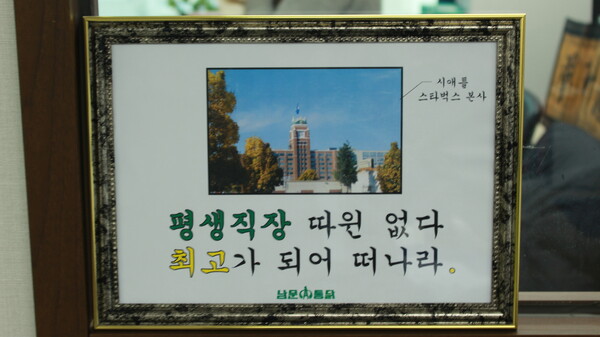 시애틀
스타벅스 본사
평생직장 따윈 없다
최고가 되어 떠나라.